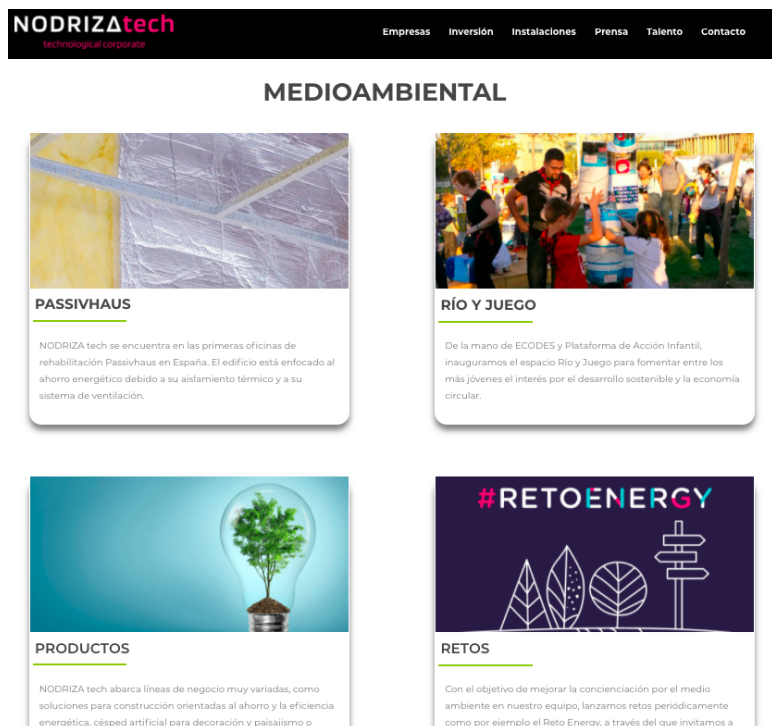 NODRIZAtech
technological corporate
Empresas Inversión Instalaciones Prensa Talento Contacto
MEDIOAMBIENTAL
PASSIVHAUS
NODRIZA tech se encuentra en las primeras oficinas de
rehabilitación Passivhaus en España. El edificio está enfocado al
ahorro energético debido a su aislamiento térmico y a su
sistema de ventilación.
RÍO Y JUEGO
De la mano de ECODES y Plataforma de Acción Infantil,
inauguramos el espacio Río y Juego para fomentar entre los
más jóvenes el interés por el desarrollo sostenible y la economía
circular.
PRODUCTOS
NODRIZA tech abarca líneas de negocio muy variadas, como
soluciones para construcción orientadas al ahorro y la eficiencia
energética, césped artificial para decoración y paisajismo o
#RETOENERGY
RETOS
Con el objetivo de mejorar la concienciación por el medio
ambiente en nuestro equipo, lanzamos retos periódicamente
como por ejemplo el Reto Energy, a través del que invitamos a